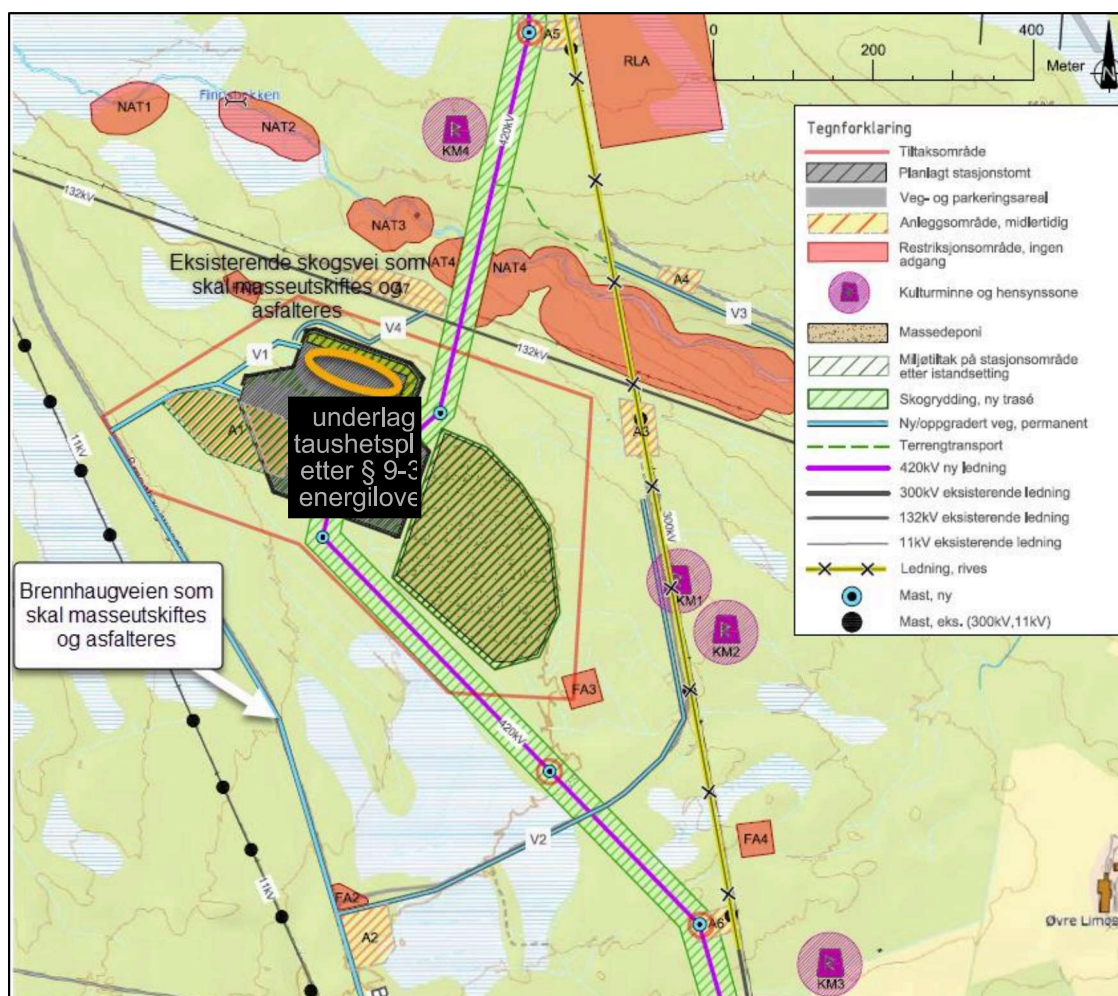 A5
RLA
0
200
400
Meter
N
NAT1
NAT2
KM4
420kV
132kV
NAT3
NAT4
NAT4
Eksisterende skogsvei som
skal masseutskiftes og
asfalteres
A4
V3
V4
V1
132kV
A1
A3
underlag
taushetspl
etter § 9-3
energilove
11kV
300kV
Brennhaugveien som
skal masseutskiftes
og asfalteres
KM1
KM2
FA3
420kV
V2
FA4
11kV
FA2
A2
A6
KM3
Øvre Limos
Tegnforklaring
Tiltaksområde
Planlagt stasjonstomt
Veg- og parkeringsareal
Anleggsområde, midlertidig
Restriksjonsområde, ingen
adgang
Kulturminne og hensynssone
Massedeponi
Miljøtiltak på stasjonsområde
etter istandsetting
Skogrydding, ny trasé
Ny/oppgradert veg, permanent
Terrengtransport
420kV ny ledning
300kV eksisterende ledning
132kV eksisterende ledning
11kV eksisterende ledning
Ledning, rives
Mast, ny
Mast, eks. (300kV,11kV)